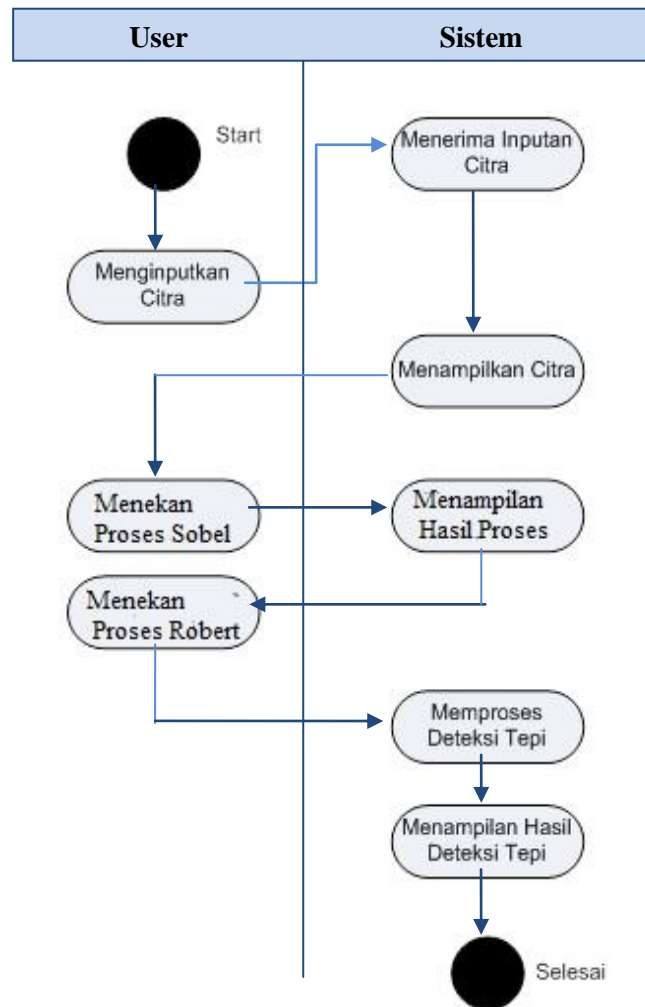 User
Sistem
Start
Menerima Inputan
Citra
Menginputkan
Citra
Menampilkan Citra
Menekan
Proses Sobel
Menampilan
Hasil Proses
Menekan
Proses Robert
Memproses
Deteksi Tepi
Menampilan Hasil
Deteksi Tepi
Selesai